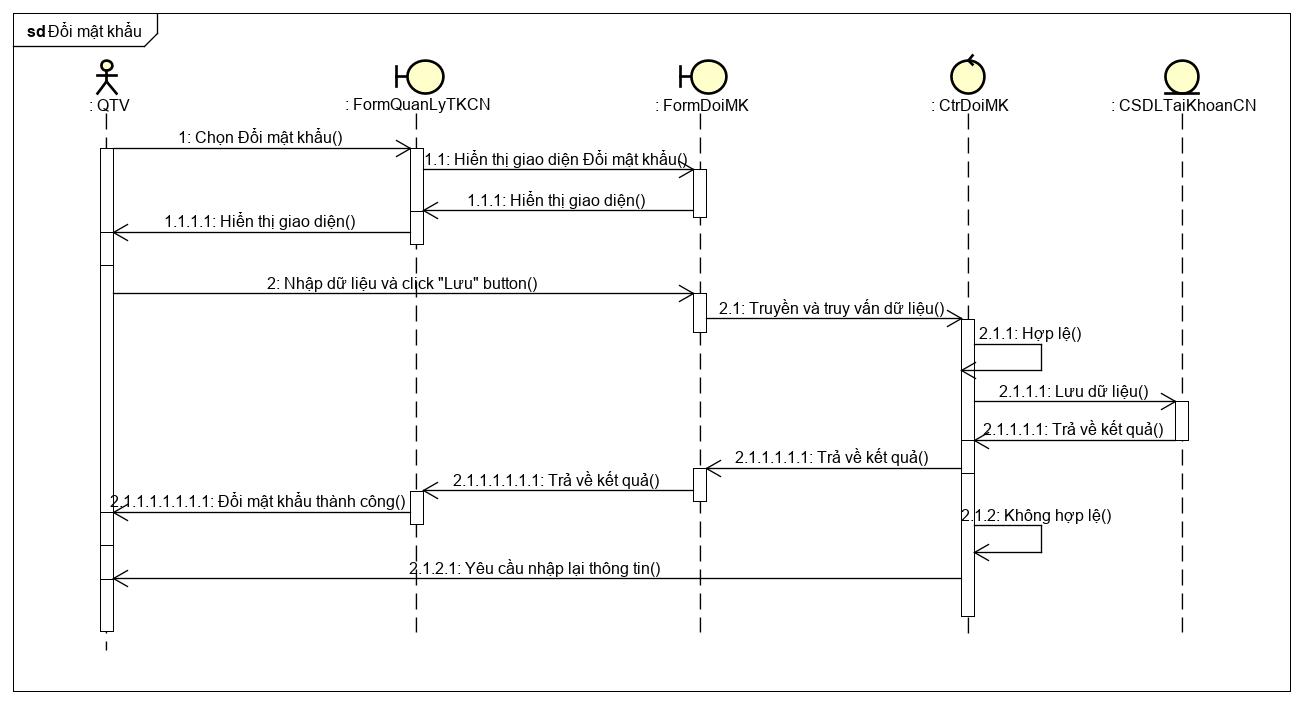 sd Đổi mật khẩu
: QTV
: FormQuanLyTKCN
: FormDoiMK
: CtrDoiMK
: CSDLTaiKhoanCN
1: Chọn Đổi mật khẩu()
1.1: Hiển thị giao diện Đổi mật khẩu()
1.1.1: Hiển thị giao diện()
1.1.1.1: Hiển thị giao diện()
2: Nhập dữ liệu và click "Lưu" button()
2.1: Truyền và truy vấn dữ liệu()
2.1.1: Hợp lệ()
2.1.1.1: Lưu dữ liệu()
2.1.1.1.1: Trả về kết quả()
2.1.1.1.1.1: Trả về kết quả()
2.1.1.1.1.1.1: Trả về kết quả()
2.1.1.1.1.1.1.1: Đổi mật khẩu thành công()
2.1.2: Không hợp lệ()
2.1.2.1: Yêu cầu nhập lại thông tin()